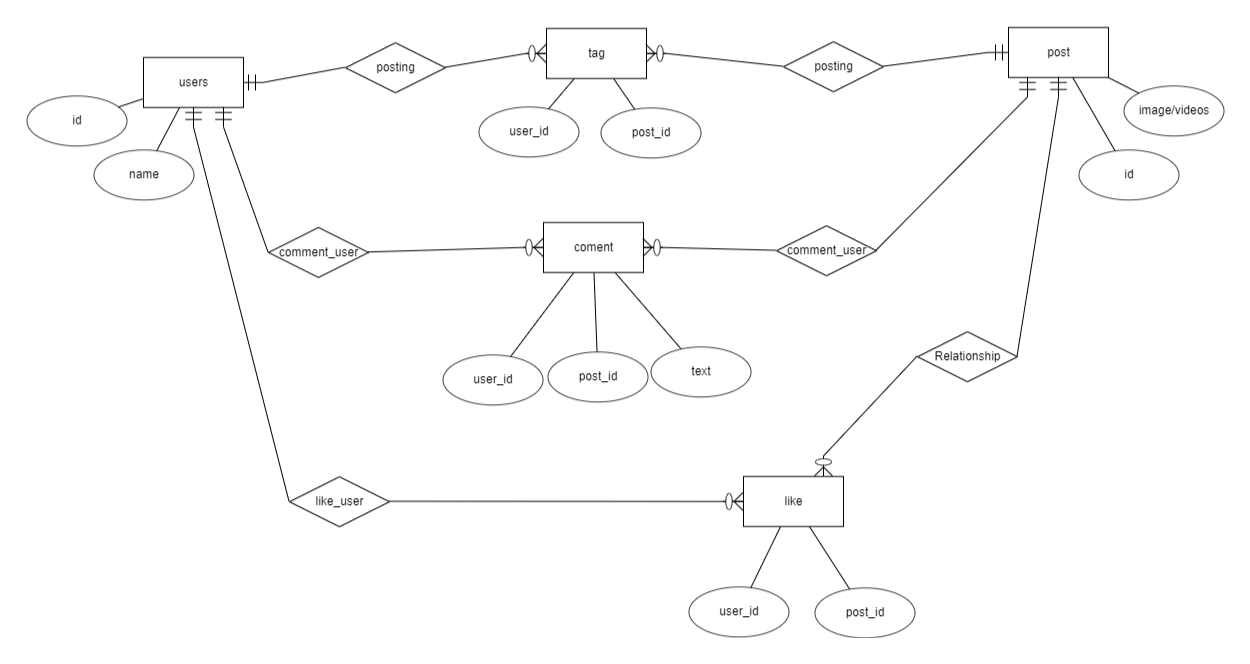 users
posting
tag
posting
post
id
name
user_id
post_id
image/videos
id
comment_user
coment
comment_user
user_id
post_id
text
Relationship
like_user
like
user_id
post_id